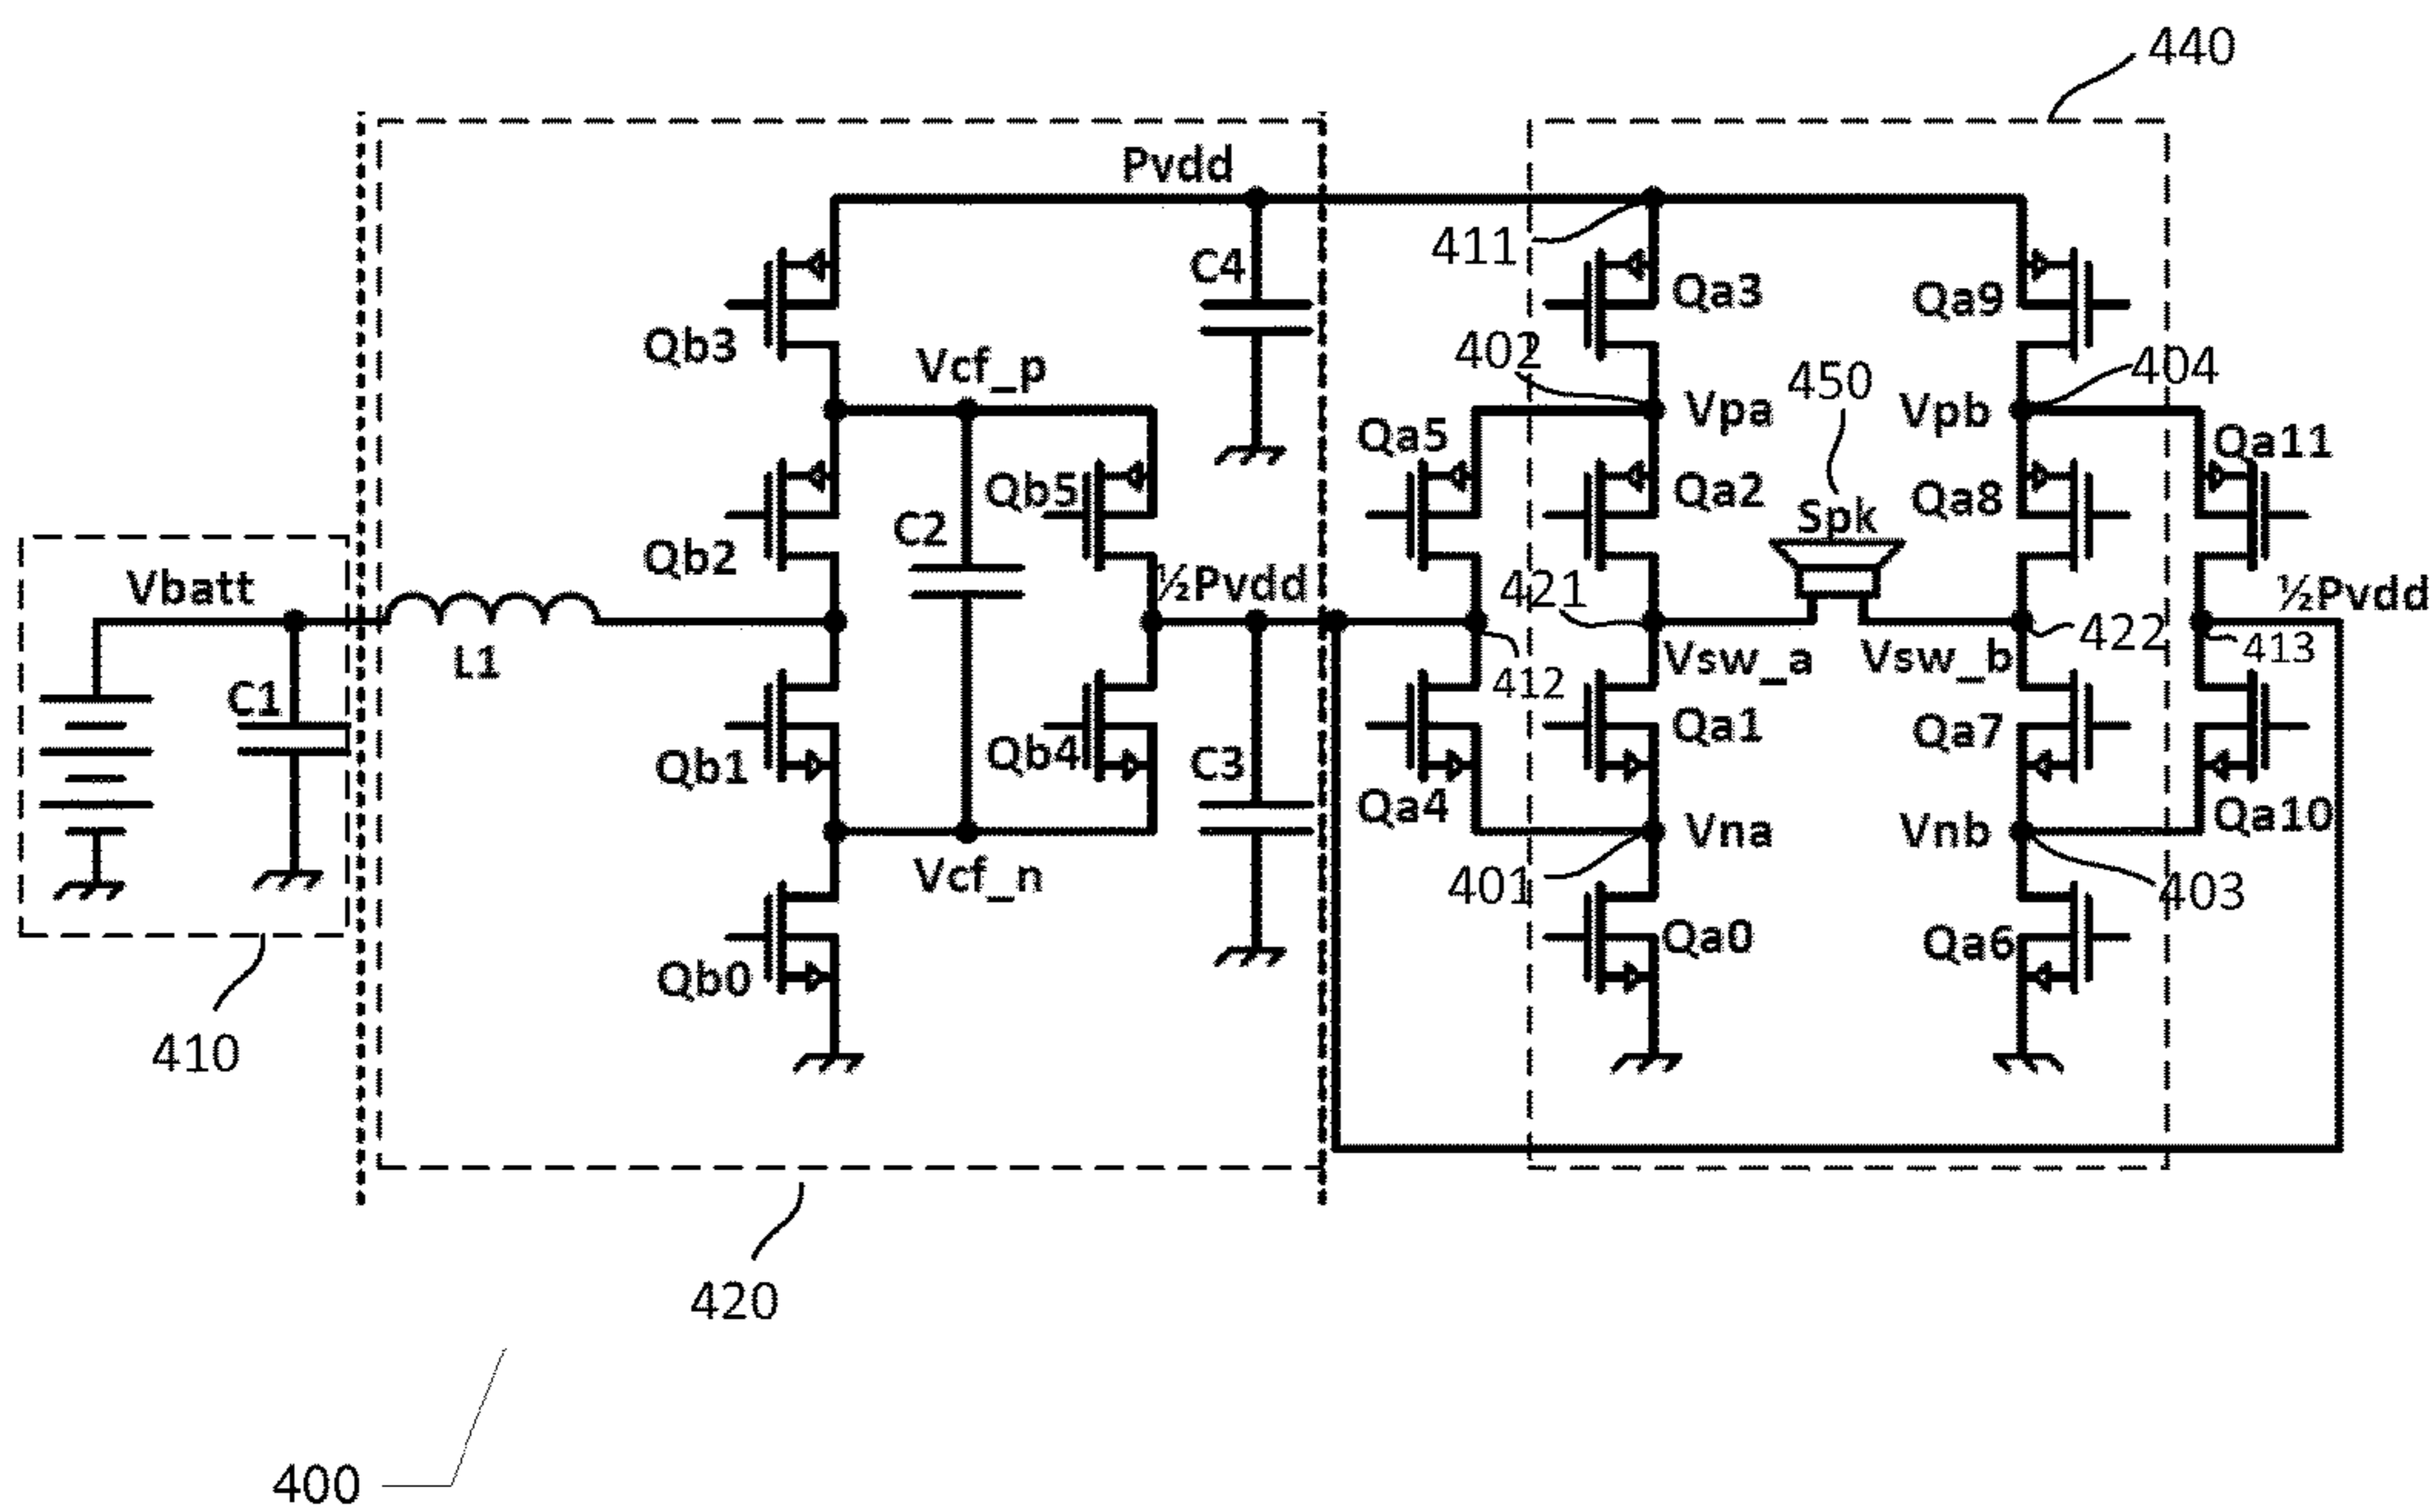 440
Pvdd
411
C4
Qa3
Qa9
Qb3
402
Vcf_p
450
404
Vpa
Vpb
Qa5
Qa11
Qb5
Qa2
Qa8
Spk
C2
Qb2
Vbatt
½Pvdd
421
½Pvdd
L1
C1
412
Vsw_a
Vsw_b
422
413
Qb1
Qb4
C3
Qa1
Qa7
Qa4
Qa10
Vna
Vnb
Vcf_n
401
403
Qb0
Qa0
Qa6
410
420
400